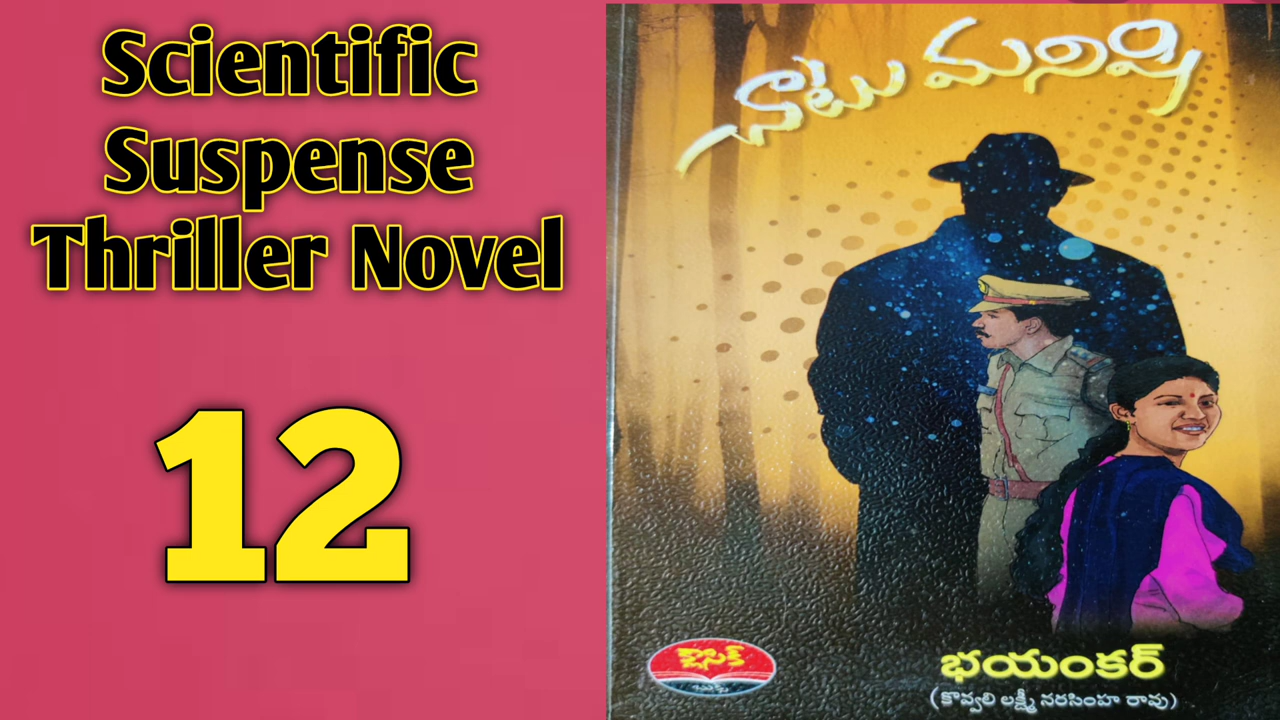 Scientific
Suspense
Thriller Novel
12
నాటు మనిషి
క్లాసిక్
భయంకర్
(కొవ్వలి లక్ష్మీ నరసింహ రావు)